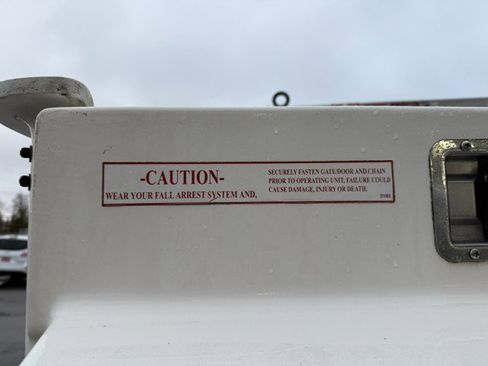 -CAUTION-
WEAR YOUR FALL ARREST SYSTEM AND,
SECURELY FASTEN GATE/DOOR AND CHAIN
PRIOR TO OPERATING UNIT, FAILURE COULD
CAUSE DAMAGE, INJURY OR DEATH.